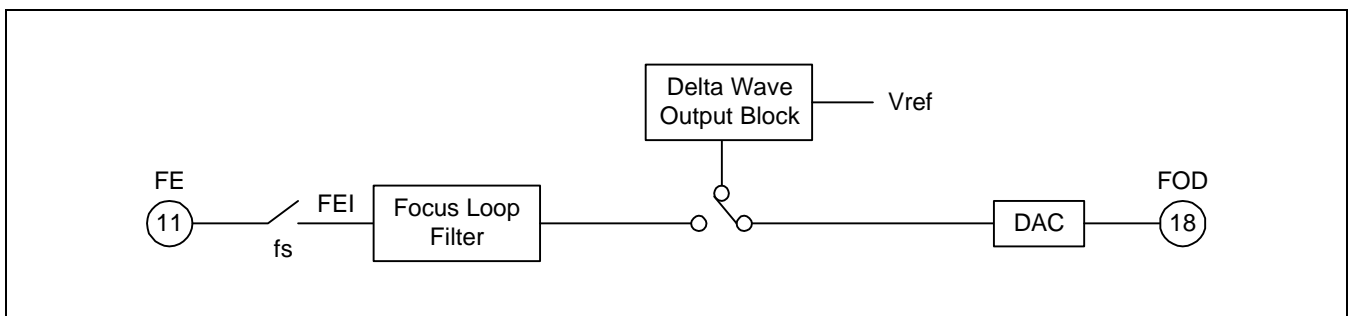 Delta Wave
Output Block
Vref
FE
11
fs
FEI
Focus Loop
Filter
DAC
FOD
18